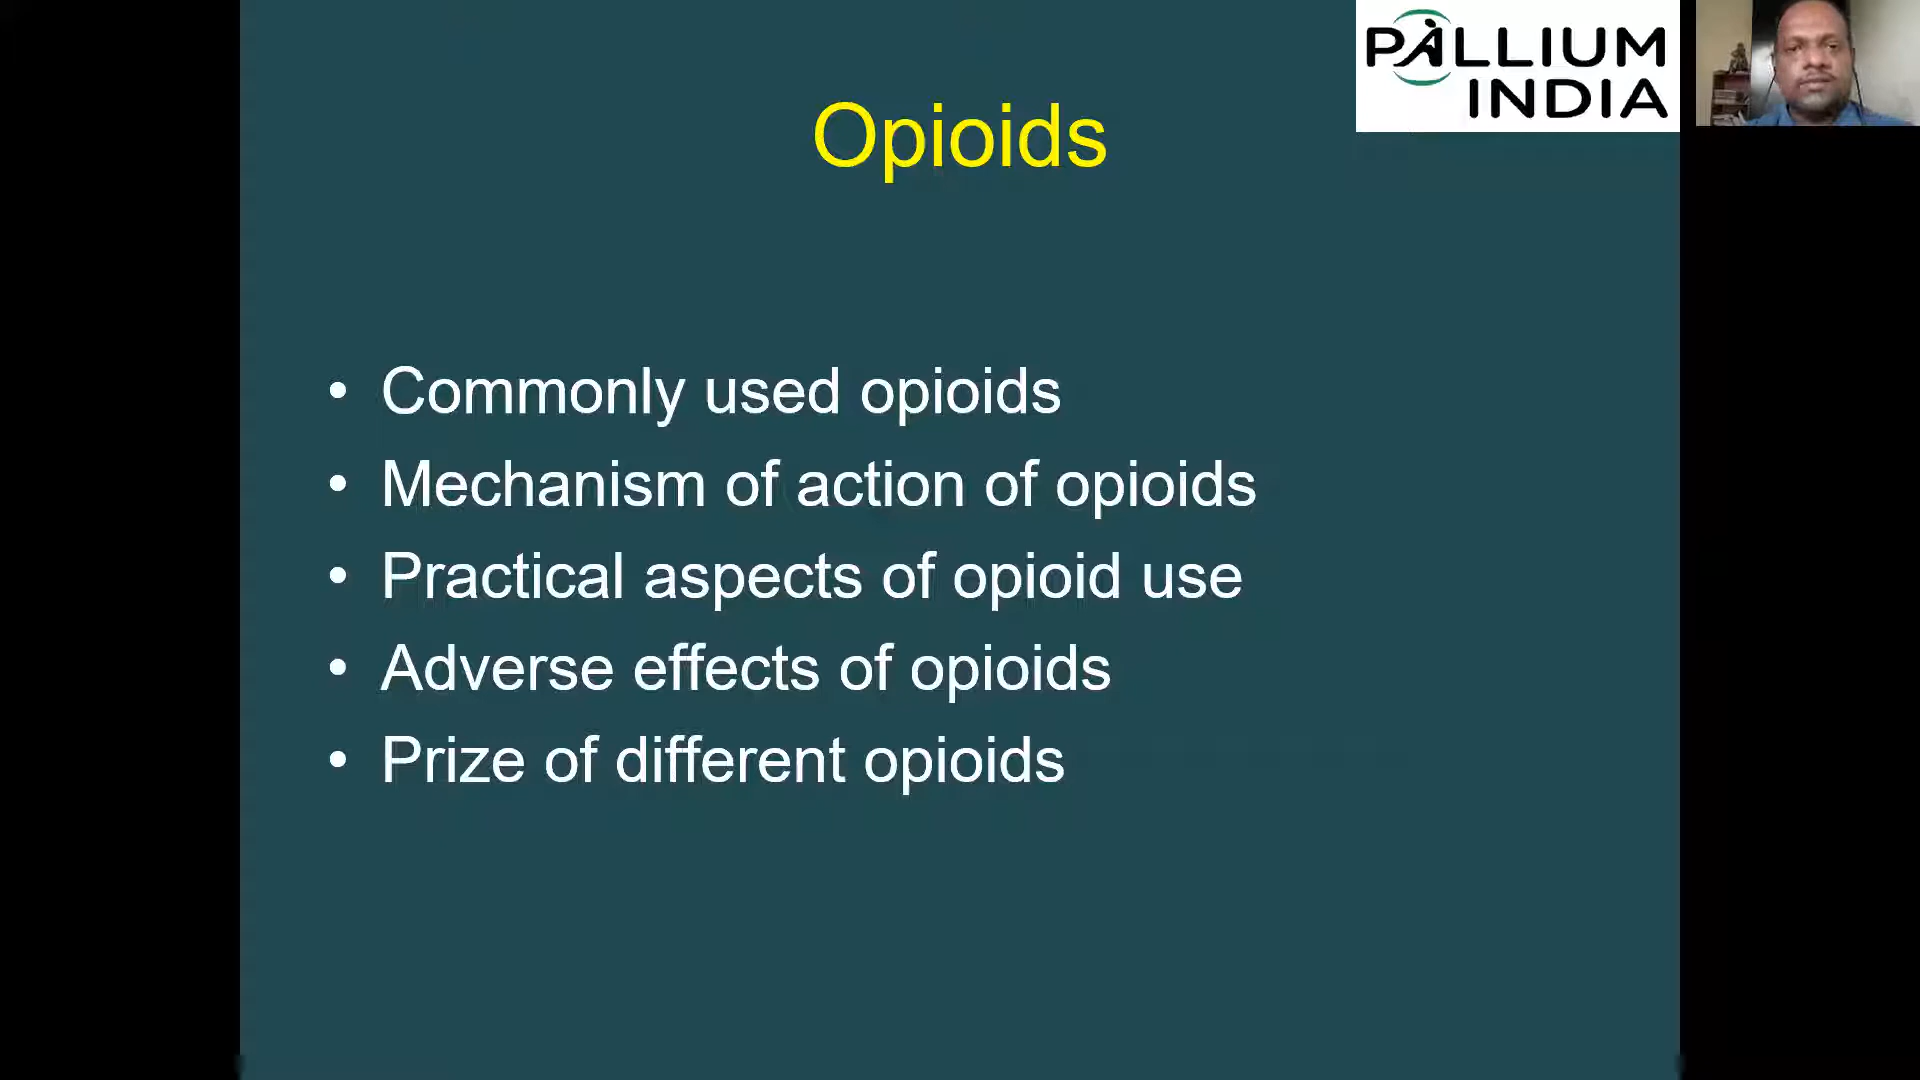 PALLIUM
INDIA
Opioids
• Commonly used opioids
• Mechanism of action of opioids
• Practical aspects of opioid use
• Adverse effects of opioids
• Prize of different opioids